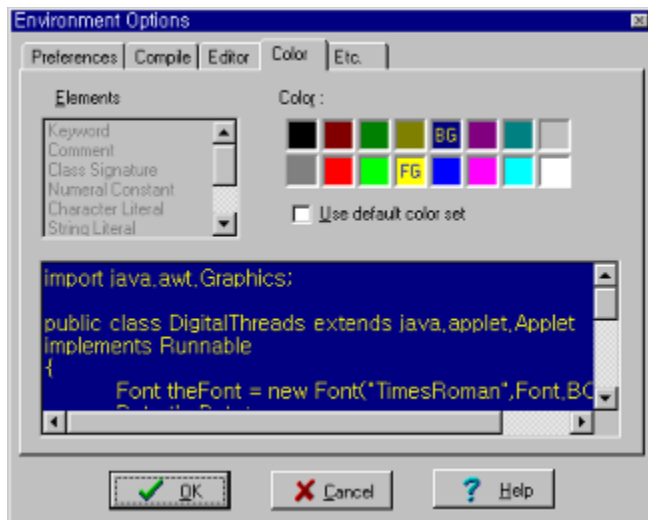 Environment Options
Preferences Compile Editor Color Etc.
Elements
Color :
Keyword
Comment
Class Signature
Numeral Constant
Character Literal
String Literal
BG
FG
Use default color set
import java.awt.Graphics;
public class DigitalThreads extends java.applet.Applet
implements Runnable
{
Font theFont = new Font("TimesRoman",Font.BO
OK Cancel Help